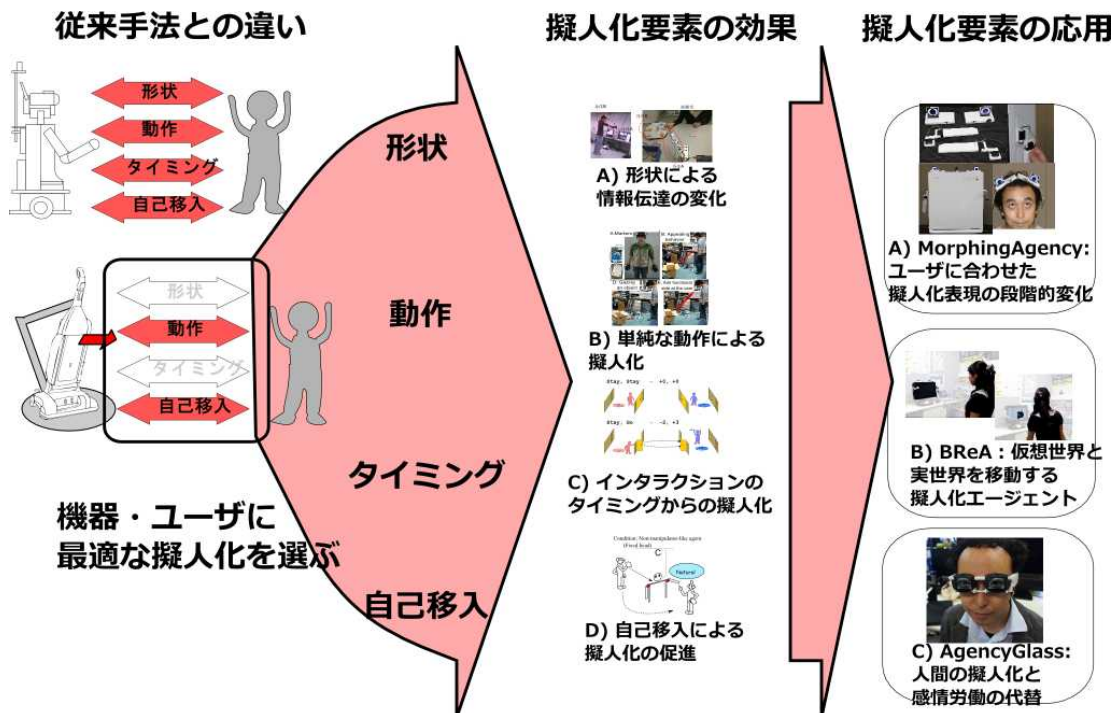 従来手法との違い
形状
動作
タイミング
自己移入
形状
動作
タイミング
自己移入
機器・ユーザに
最適な擬人化を選ぶ
形状
動作
タイミング
自己移入
擬人化要素の効果
A) 形状による
情報伝達の変化
B) 単純な動作による
擬人化
Stay, Stay
C) インタラクションの
タイミングからの擬人化
Condition: Non manipulator-like agent
(Fixed head)
C
Natural
D) 自己移入による
擬人化の促進
擬人化要素の応用
A) MorphingAgency:
ユーザに合わせた
擬人化表現の段階的変化
B) BReA：仮想世界と
実世界を移動する
擬人化エージェント
C) AgencyGlass:
人間の擬人化と
感情労働の代替